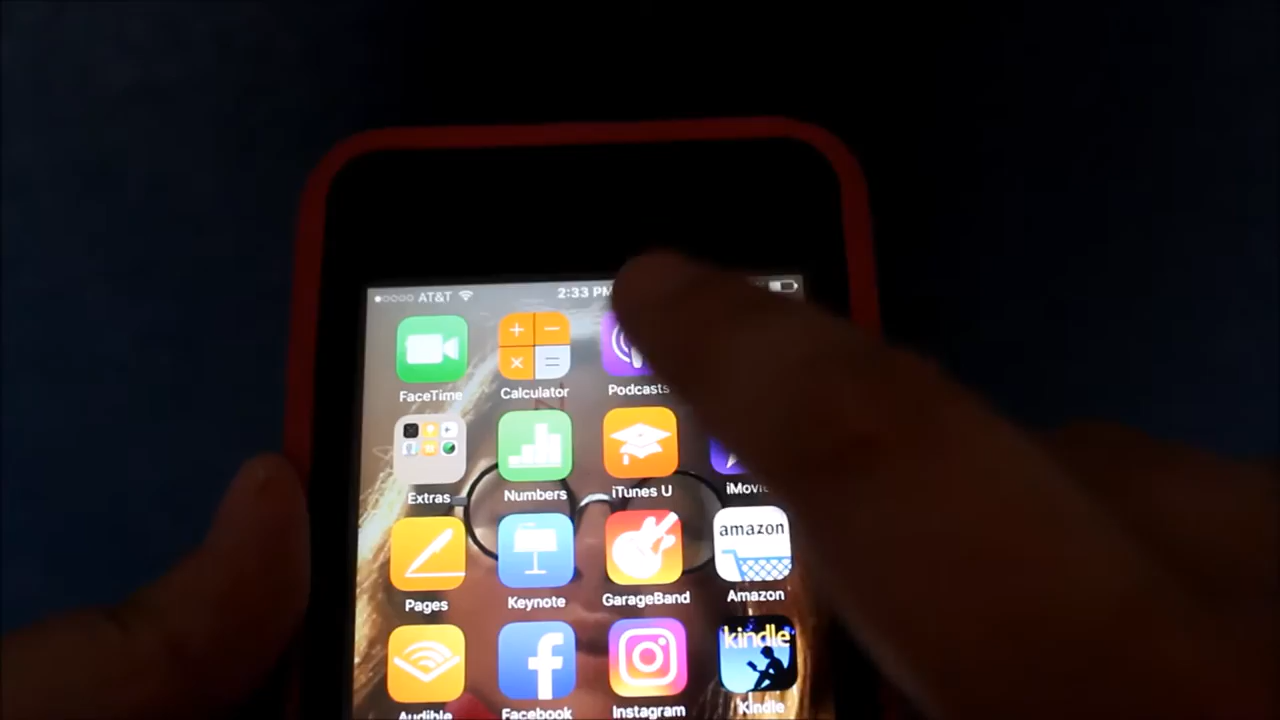 AT&T 2:33 PM
FaceTime Calculator Podcasts
Extras Numbers iTunes U iMovie
amazon
Pages Keynote GarageBand Amazon
kindle
Audible Facebook Instagram Kindle